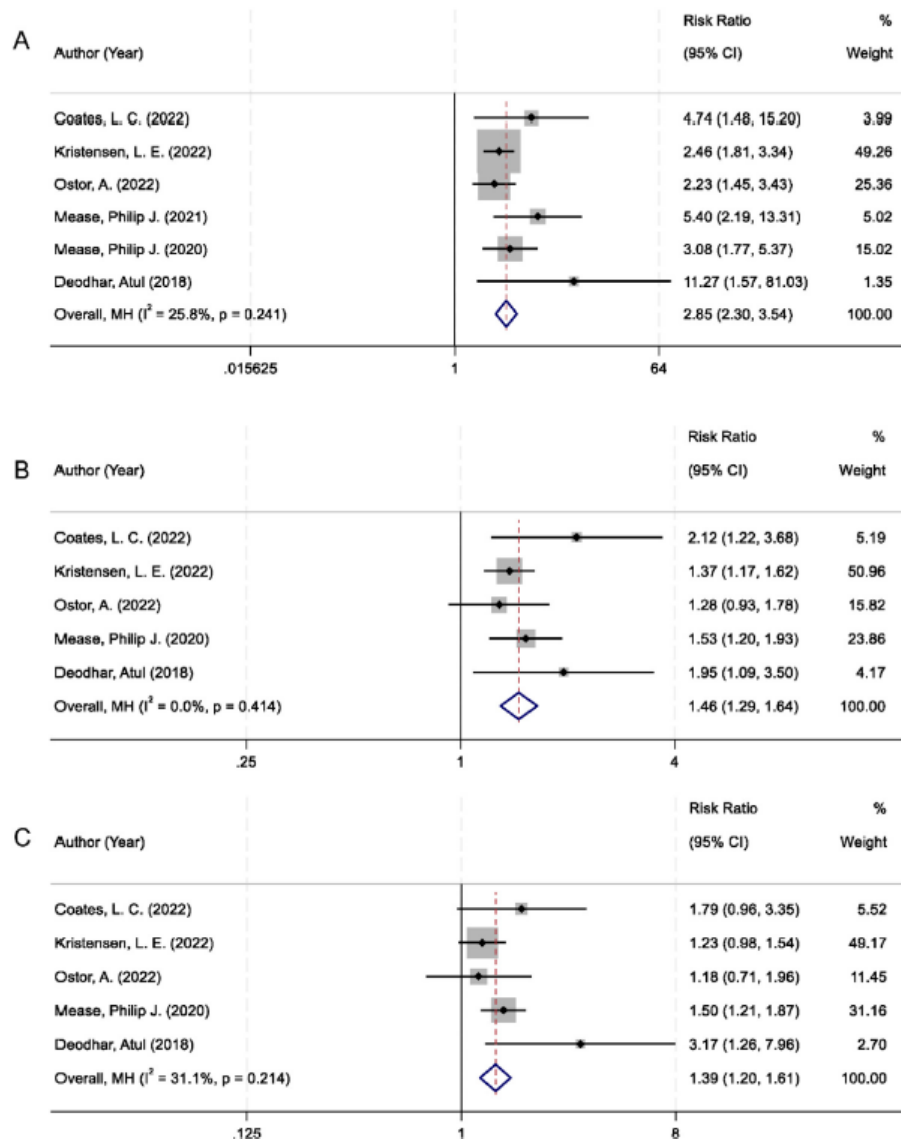 A
Risk Ratio %
Author (Year) (95% CI) Weight
Coates, L. C. (2022) 4.74 (1.48, 15.20) 3.99
Kristensen, L. E. (2022) 2.46 (1.81, 3.34) 49.26
Ostor, A. (2022) 2.23 (1.45, 3.43) 25.36
Mease, Philip J. (2021) 5.40 (2.19, 13.31) 5.02
Mease, Philip J. (2020) 3.08 (1.77, 5.37) 15.02
Deodhar, Atul (2018) 11.27 (1.57, 81.03) 1.35
Overall, MH (I² = 25.8%, p = 0.241) 2.85 (2.30, 3.54) 100.00
.015625 1 64
B
Risk Ratio %
Author (Year) (95% CI) Weight
Coates, L. C. (2022) 2.12 (1.22, 3.68) 5.19
Kristensen, L. E. (2022) 1.37 (1.17, 1.62) 50.96
Ostor, A. (2022) 1.28 (0.93, 1.78) 15.82
Mease, Philip J. (2020) 1.53 (1.20, 1.93) 23.86
Deodhar, Atul (2018) 1.95 (1.09, 3.50) 4.17
Overall, MH (I² = 0.0%, p = 0.414) 1.46 (1.29, 1.64) 100.00
.25 1 4
C
Risk Ratio %
Author (Year) (95% CI) Weight
Coates, L. C. (2022) 1.79 (0.96, 3.35) 5.52
Kristensen, L. E. (2022) 1.23 (0.98, 1.54) 49.17
Ostor, A. (2022) 1.18 (0.71, 1.96) 11.45
Mease, Philip J. (2020) 1.50 (1.21, 1.87) 31.16
Deodhar, Atul (2018) 3.17 (1.26, 7.96) 2.70
Overall, MH (I² = 31.1%, p = 0.214) 1.39 (1.20, 1.61) 100.00
.125 1 8